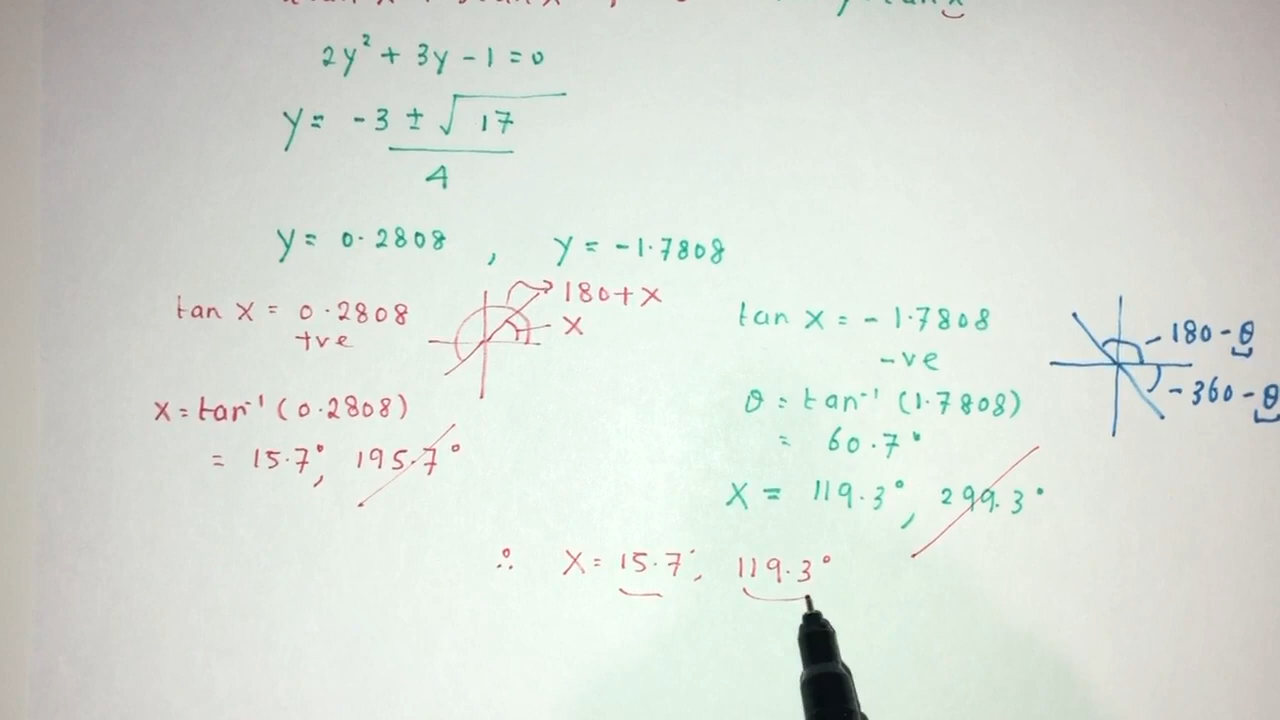 2y² + 3y - 1 = 0
y = -3 ± √17
4
y = 0.2808 , y = -1.7808
tan x = 0.2808
+ve
180+x
x
x = tan⁻¹ (0.2808)
= 15.7°, 195.7°
tan x = -1.7808
-ve
θ = tan⁻¹ (1.7808)
= 60.7°
x = 119.3°, 299.3°
180-θ
360-θ
∴ x = 15.7°, 119.3°